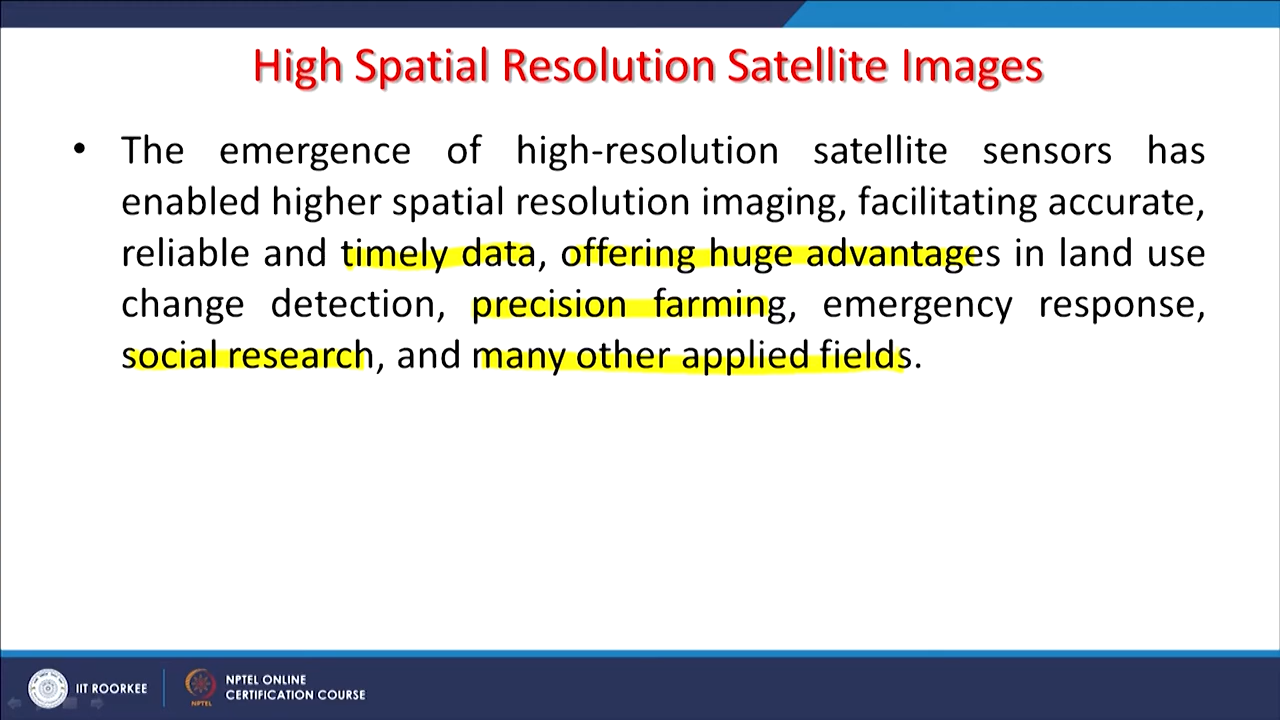 High Spatial Resolution Satellite Images
• The emergence of high-resolution satellite sensors has
enabled higher spatial resolution imaging, facilitating accurate,
reliable and timely data, offering huge advantages in land use
change detection, precision farming, emergency response,
social research, and many other applied fields.
IIT ROORKEE
NPTEL
NPTEL ONLINE
CERTIFICATION COURSE